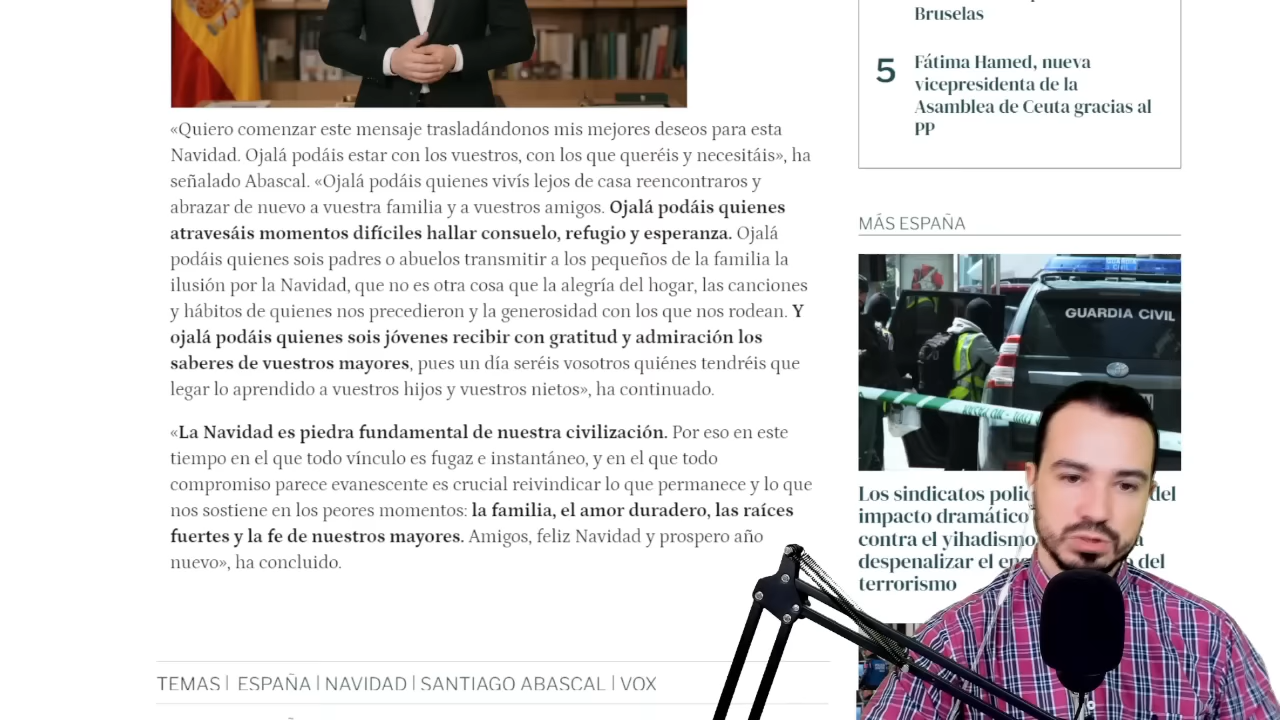 «Quiero comenzar este mensaje trasladándonos mis mejores deseos para esta
Navidad. Ojalá podáis estar con los vuestros, con los que queréis y necesitáis», ha
señalado Abascal. «Ojalá podáis quienes vivís lejos de casa reencontraros y
abrazar de nuevo a vuestra familia y a vuestros amigos. Ojalá podáis quienes
atravesáis momentos difíciles hallar consuelo, refugio y esperanza. Ojalá
podáis quienes sois padres o abuelos transmitir a los pequeños de la familia la
ilusión por la Navidad, que no es otra cosa que la alegría del hogar, las canciones
y hábitos de quienes nos precedieron y la generosidad con los que nos rodean. Y
ojalá podáis quienes sois jóvenes recibir con gratitud y admiración los
saberes de vuestros mayores, pues un día seréis vosotros quiénes tendréis que
legar lo aprendido a vuestros hijos y vuestros nietos», ha continuado.
«La Navidad es piedra fundamental de nuestra civilización. Por eso en este
tiempo en el que todo vínculo es fugaz e instantáneo, y en el que todo
compromiso parece evanescente es crucial reivindicar lo que permanece y lo que
nos sostiene en los peores momentos: la familia, el amor duradero, las raíces
fuertes y la fe de nuestros mayores. Amigos, feliz Navidad y prospero año
nuevo», ha concluido.
TEMAS | ESPAÑA | NAVIDAD | SANTIAGO ABASCAL | VOX
Bruselas
5
Fátima Hamed, nueva
vicepresidenta de la
Asamblea de Ceuta gracias al
PP
MÁS ESPAÑA
GUARDIA CIVIL
Los sindicatos del
impacto dramático
contra el yihadismo
despenalizar el del
terrorismo